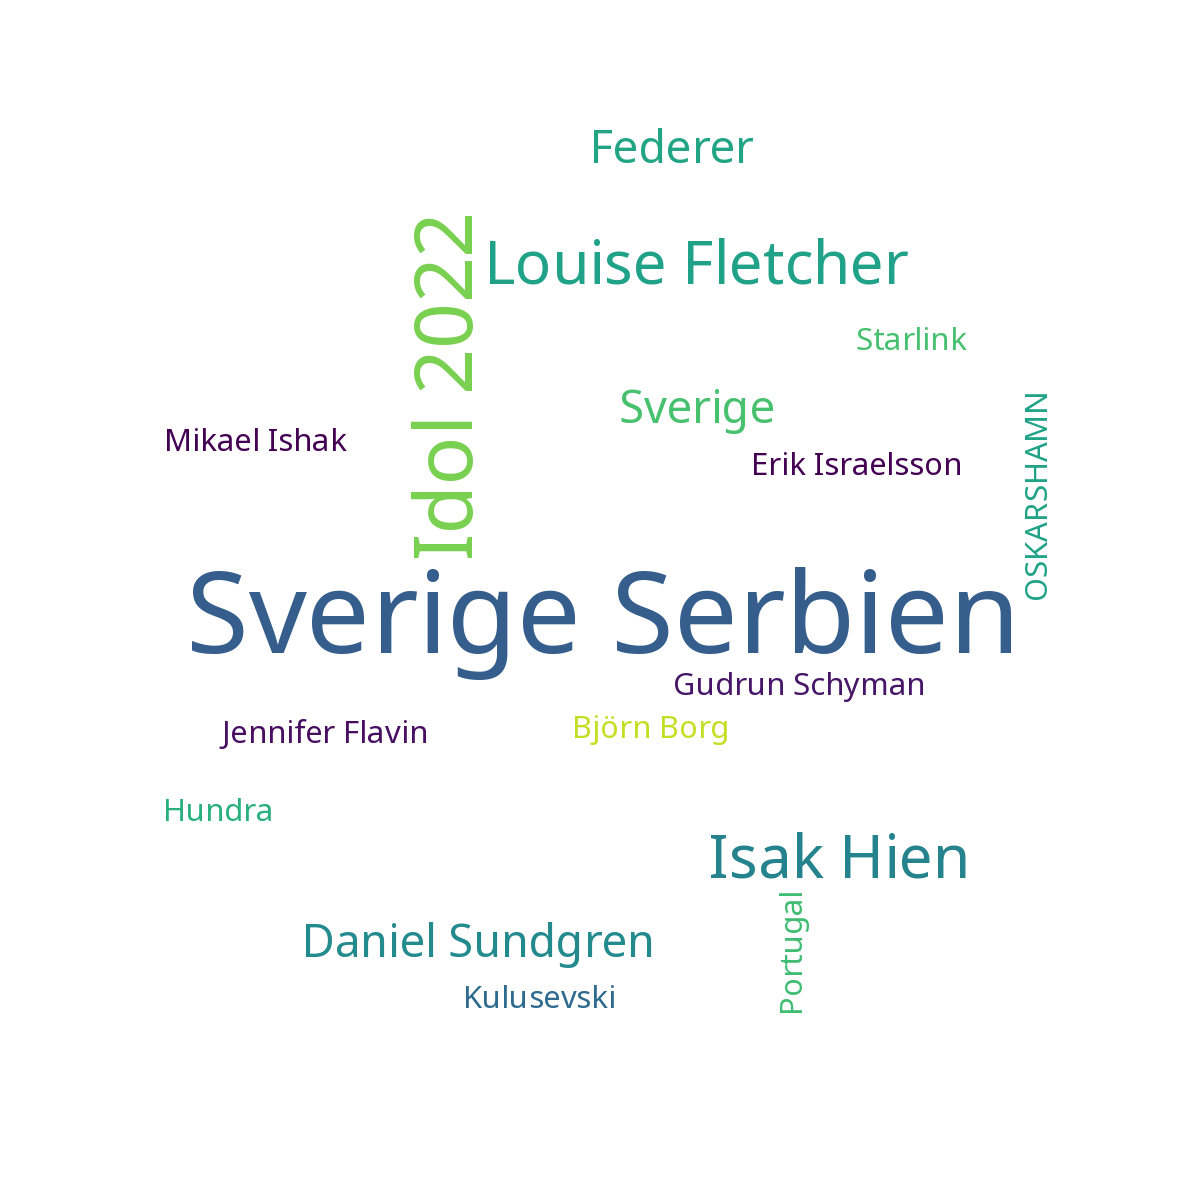 Federer
Idol 2022
Louise Fletcher
Starlink
Sverige
OSKARSHAMN
Mikael Ishak
Erik Israelsson
Sverige Serbien
Gudrun Schyman
Jennifer Flavin
Björn Borg
Hundra
Isak Hien
Portugal
Daniel Sundgren
Kulusevski